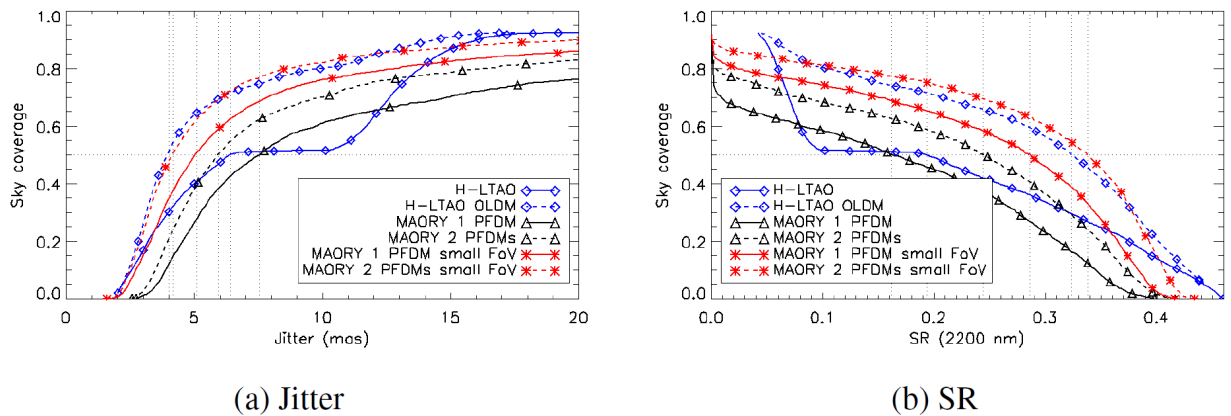 1.0
0.8
0.6
0.4
0.2
0.0
Sky coverage
0 5 10 15 20
Jitter (mas)
H-LTAO
H-LTAO OLDM
MAORY 1 PFDM
MAORY 2 PFDMs
MAORY 1 PFDM small FoV
MAORY 2 PFDMs small FoV
(a) Jitter
1.0
0.8
0.6
0.4
0.2
0.0
Sky coverage
0.0 0.1 0.2 0.3 0.4
SR (2200 nm)
H-LTAO
H-LTAO OLDM
MAORY 1 PFDM
MAORY 2 PFDMs
MAORY 1 PFDM small FoV
MAORY 2 PFDMs small FoV
(b) SR